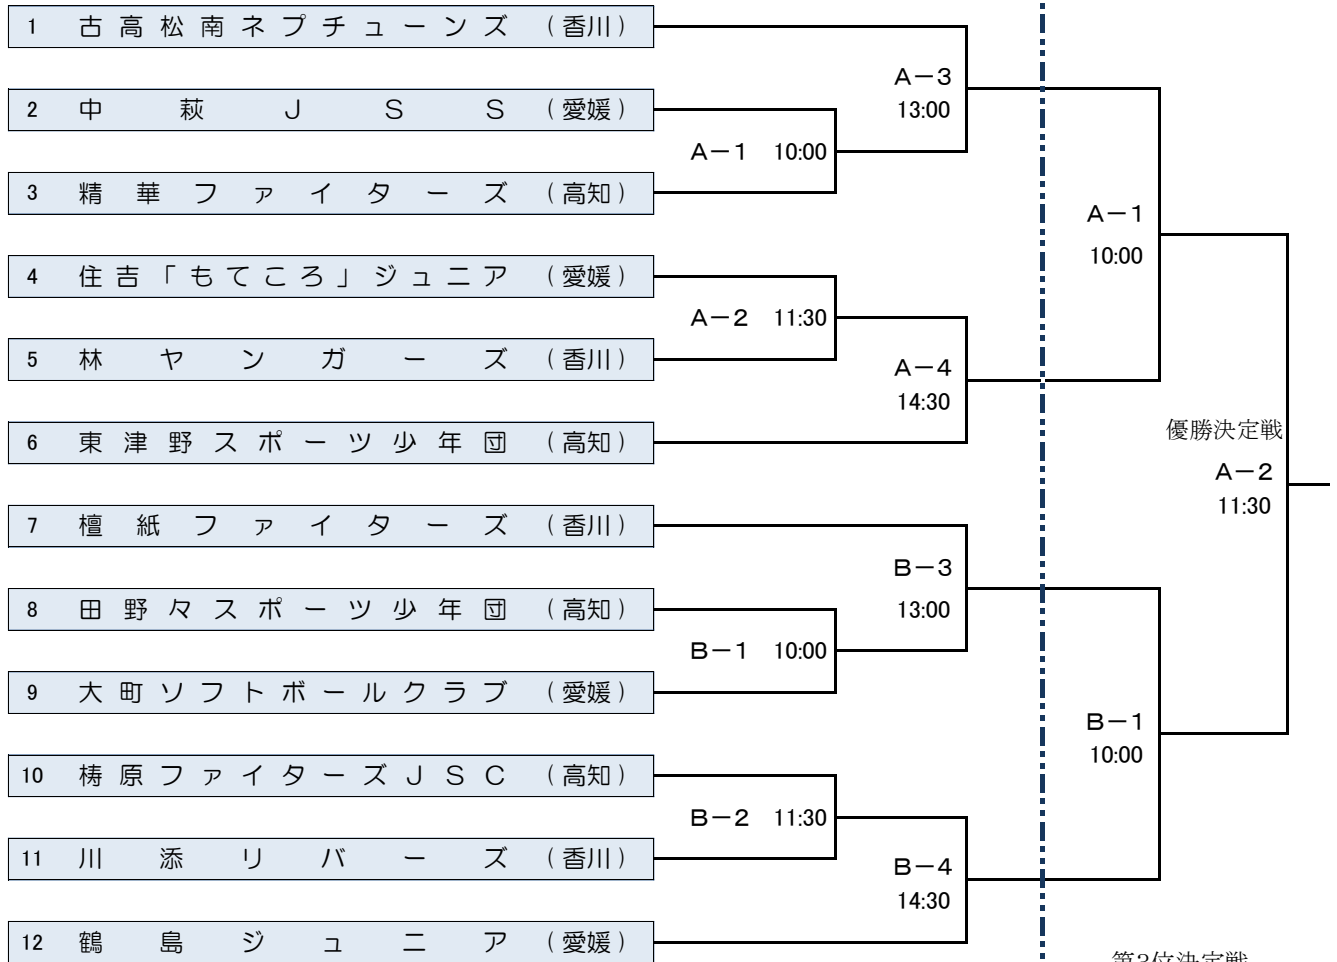 1 古高松南ネプチューンズ (香川)
A－3
13:00
2 中萩JSS (愛媛)
A－1 10:00
3 精華ファイターズ (高知)
A－1
10:00
4 住吉「もてころ」ジュニア (愛媛)
A－2 11:30
5 林ヤンガーズ (香川)
A－4
14:30
6 東津野スポーツ少年団 (高知)
優勝決定戦
A－2
11:30
7 檀紙ファイターズ (香川)
B－3
13:00
8 田野々スポーツ少年団 (高知)
B－1 10:00
9 大町ソフトボールクラブ (愛媛)
B－1
10:00
10 梼原ファイターズJSC (高知)
B－2 11:30
11 川添リバーズ (香川)
B－4
14:30
12 鶴島ジュニア (愛媛)
第3位決定戦